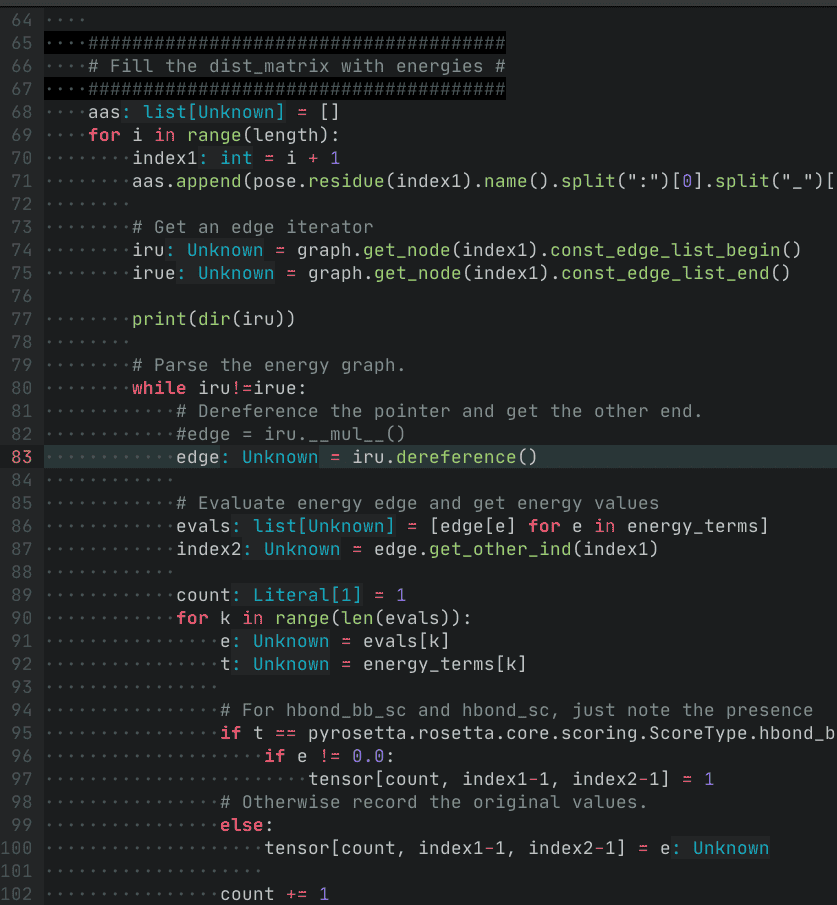 64
65 #######################################
66 # Fill the dist_matrix with energies #
67 #######################################
68 aas: list[Unknown] = []
69 for i in range(length):
70 index1: int = i + 1
71 aas.append(pose.residue(index1).name().split(":")[0].split("_")[
72
73 # Get an edge iterator
74 iru: Unknown = graph.get_node(index1).const_edge_list_begin()
75 irue: Unknown = graph.get_node(index1).const_edge_list_end()
76
77 print(dir(iru))
78
79 # Parse the energy graph.
80 while iru!=irue:
81 # Dereference the pointer and get the other end.
82 #edge = iru.__mul__()
83 edge: Unknown = iru.dereference()
84
85 # Evaluate energy edge and get energy values
86 evals: list[Unknown] = [edge[e] for e in energy_terms]
87 index2: Unknown = edge.get_other_ind(index1)
88
89 count: Literal[1] = 1
90 for k in range(len(evals)):
91 e: Unknown = evals[k]
92 t: Unknown = energy_terms[k]
93
94 # For hbond_bb_sc and hbond_sc, just note the presence
95 if t == pyrosetta.rosetta.core.scoring.ScoreType.hbond_b
96 if e != 0.0:
97 tensor[count, index1-1, index2-1] = 1
98 # Otherwise record the original values.
99 else:
100 tensor[count, index1-1, index2-1] = e: Unknown
101
102 count += 1